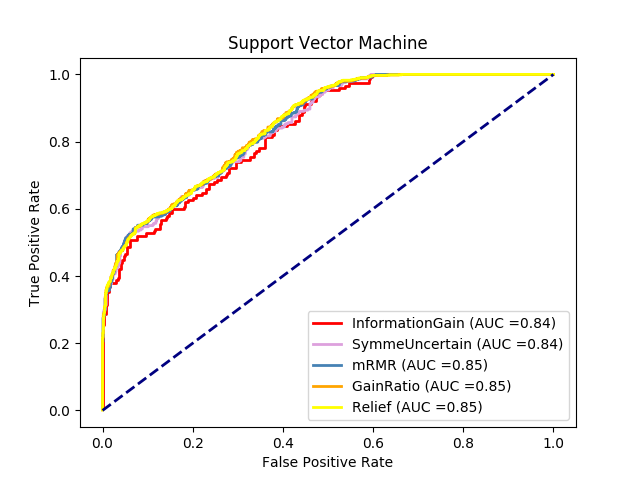 Support Vector Machine
True Positive Rate
1.0
0.8
0.6
0.4
0.2
0.0
InformationGain (AUC =0.84)
SymmeUncertain (AUC =0.84)
mRMR (AUC =0.85)
GainRatio (AUC =0.85)
Relief (AUC =0.85)
0.0 0.2 0.4 0.6 0.8 1.0
False Positive Rate